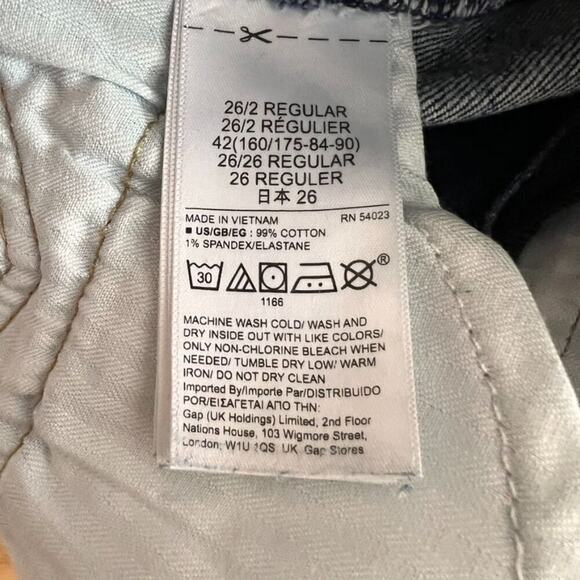 26/2 REGULAR
26/2 RÉGULIER
42(160/175-84-90)
26/26 REGULAR
26 REGULER
日本 26
MADE IN VIETNAM RN 54023
■ US/GB/EG : 99% COTTON
1% SPANDEX/ELASTANE
30 ®
1166
MACHINE WASH COLD/ WASH AND
DRY INSIDE OUT WITH LIKE COLORS/
ONLY NON-CHLORINE BLEACH WHEN
NEEDED/ TUMBLE DRY LOW/ WARM
IRON/ DO NOT DRY CLEAN
Imported By/Importe Par/DISTRIBUIDO
POR/ΕΙΣΑΓΕΤΑΙ ΑΠΟ ΤΗΝ:
Gap (UK Holdings) Limited, 2nd Floor
Nations House, 103 Wigmore Street,
London, W1U 1QS UK, Gap Stores